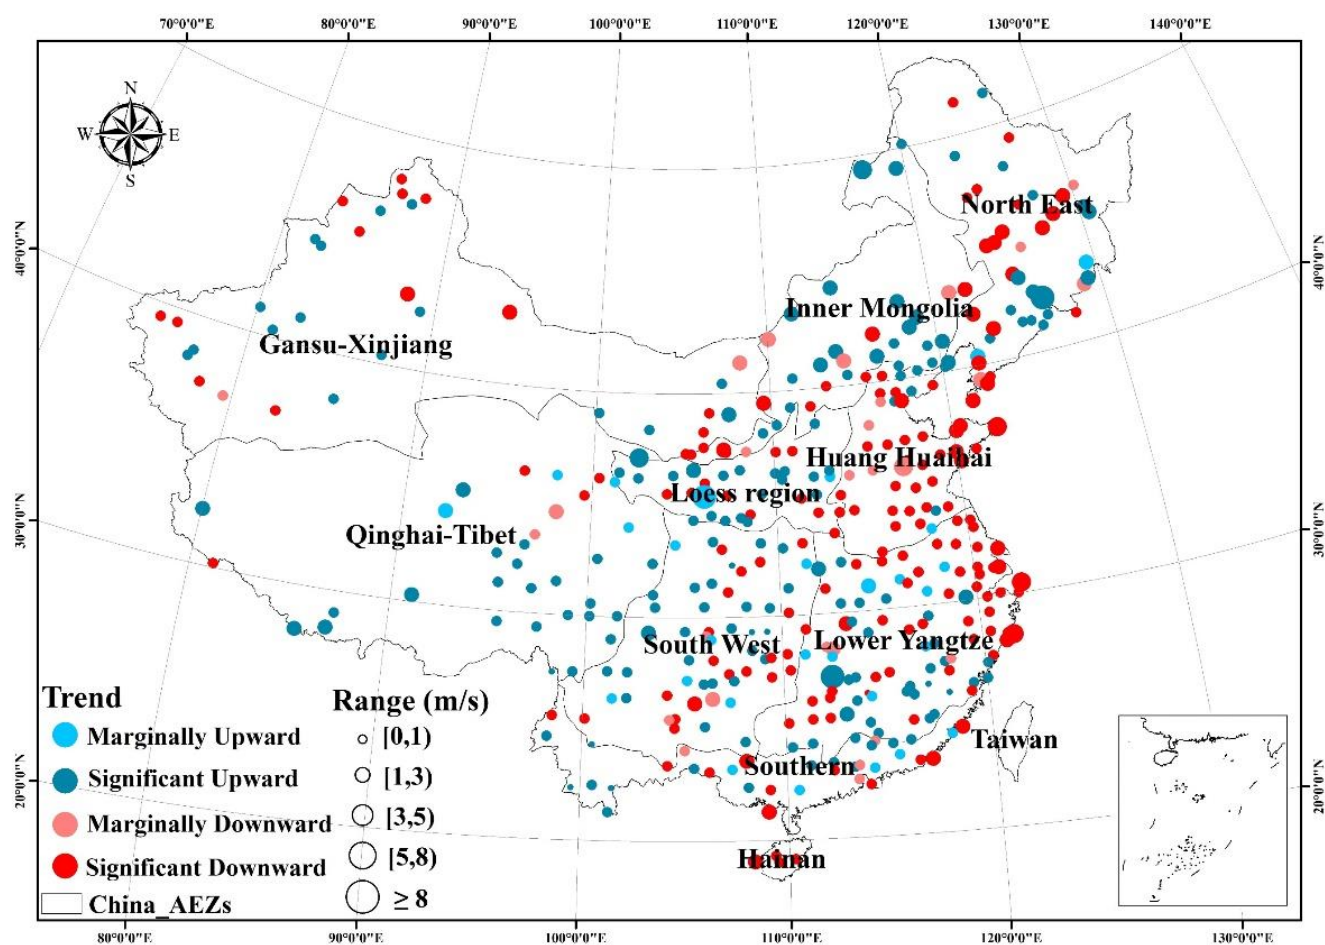 70°0'0"E 80°0'0"E 90°0'0"E 100°0'0"E 110°0'0"E 120°0'0"E 130°0'0"E 140°0'0"E
N
W E
S
North East
40°0'0"N
40°0'0"N
Inner Mongolia
Gansu-Xinjiang
Huang Huaihai
Loess region
30°0'0"N
Qinghai-Tibet
30°0'0"N
South West
Lower Yangtze
Trend
Range (m/s)
Marginally Upward
[0,1)
Taiwan
Significant Upward
[1,3)
Southern
20°0'0"N
20°0'0"N
Marginally Downward
[3,5)
Significant Downward
[5,8)
Hainan
China_AEZs
≥ 8
80°0'0"E 90°0'0"E 100°0'0"E 110°0'0"E 120°0'0"E 130°0'0"E